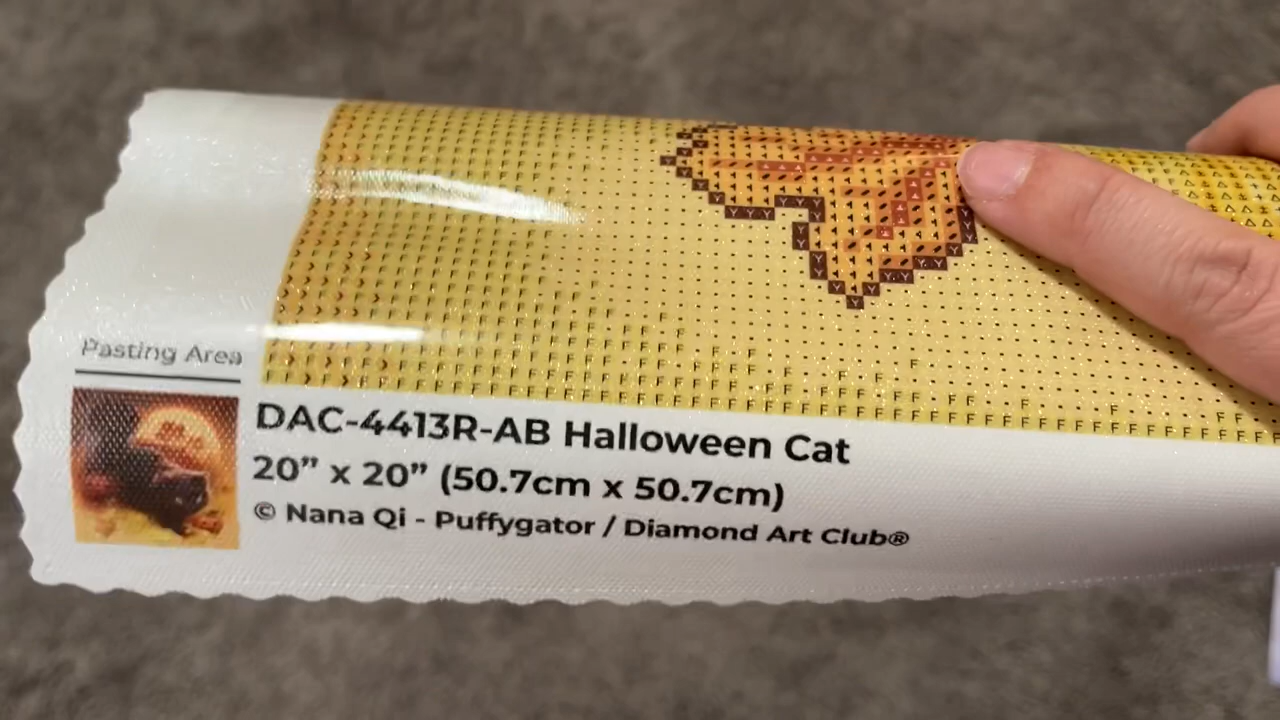 Pasting Area
DAC-4413R-AB Halloween Cat
20” x 20” (50.7cm x 50.7cm)
© Nana Qi - Puffygator / Diamond Art Club®